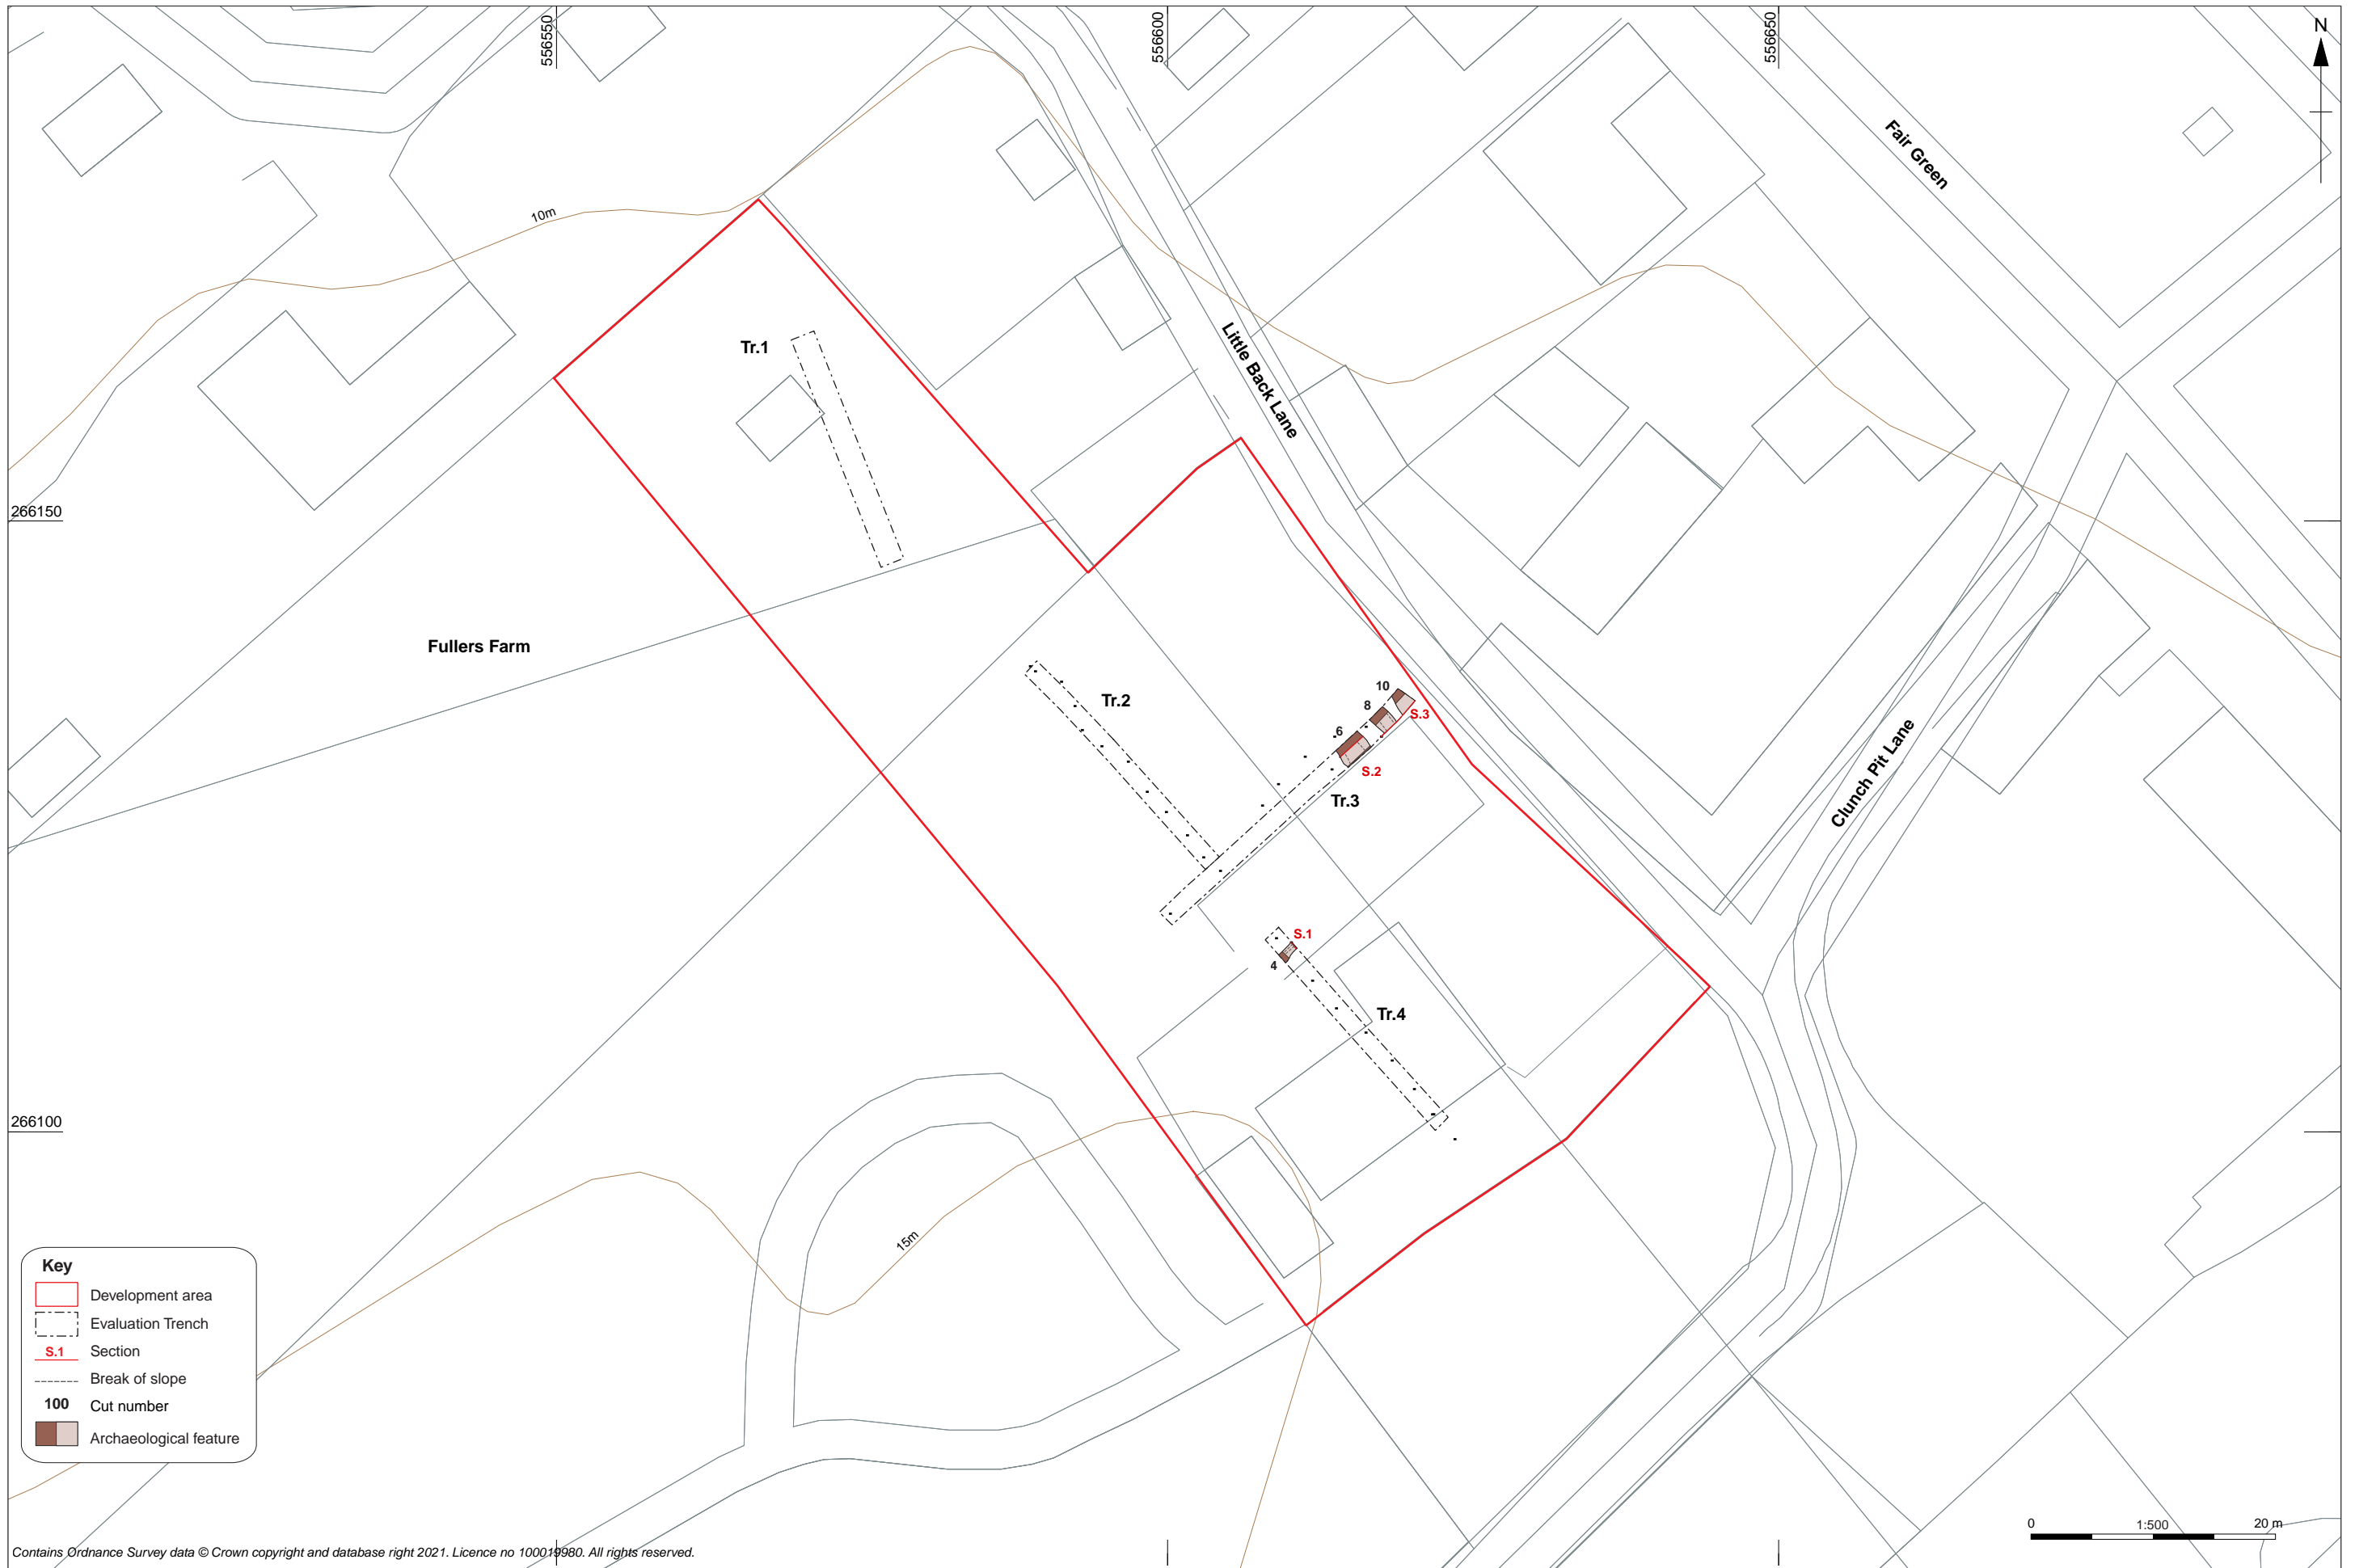 556550
556600
556650
N
Fair Green
10m
Little Back Lane
Tr.1
266150
Fullers Farm
Tr.2
10
8
S.3
6
S.2
Tr.3
Clunch Pit Lane
S.1
4
Tr.4
266100
15m
Key
Development area
Evaluation Trench
S.1 Section
Break of slope
100 Cut number
Archaeological feature
0 1:500 20 m
Contains Ordnance Survey data © Crown copyright and database right 2021. Licence no 100019980. All rights reserved.